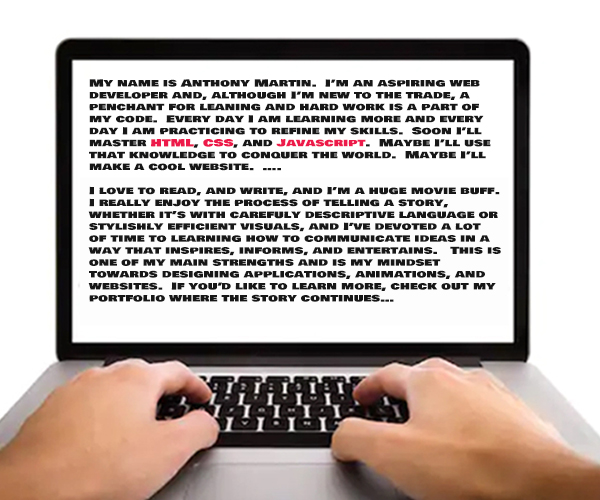 My name is Anthony Martin. I'm an aspiring web
developer and, although I'm new to the trade, a
penchant for leaning and hard work is a part of
my code. Every day I am learning more and every
day I am practicing to refine my skills. Soon I'll
master HTML, CSS, and Javascript. Maybe I'll use
that knowledge to conquer the world. Maybe I'll
make a cool website. ....
I love to read, and write, and I'm a huge movie buff.
I really enjoy the process of telling a story,
whether it's with carefuly descriptive language or
stylishly efficient visuals, and I've devoted a lot
of time to learning how to communicate ideas in a
way that inspires, informs, and entertains. This is
one of my main strengths and is my mindset
towards designing applications, animations, and
websites. If you'd like to learn more, check out my
portfolio where the story continues...